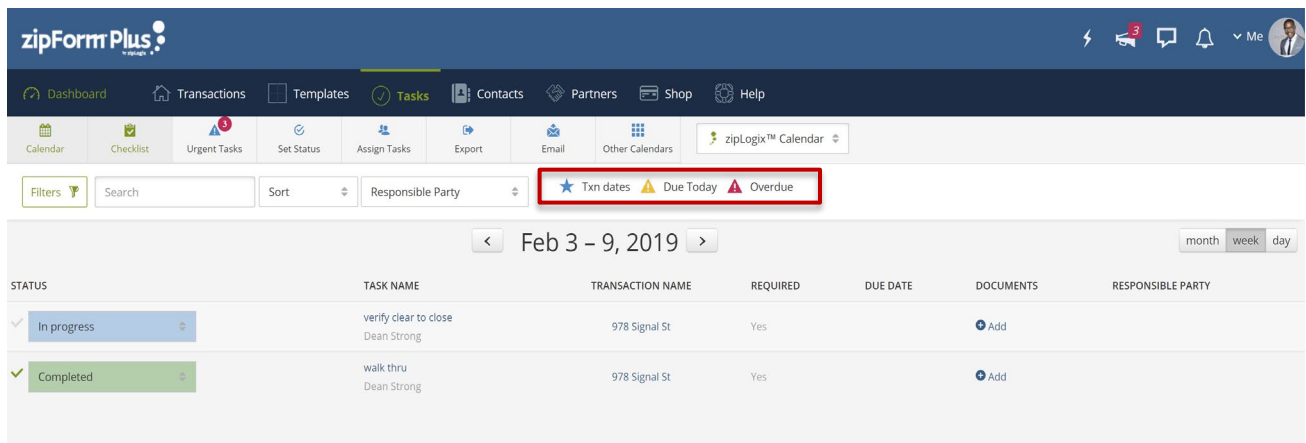 zipForm Plus
by zipLogix
3
Me
Dashboard Transactions Templates Tasks Contacts Partners Shop Help
3
Calendar Checklist Urgent Tasks Set Status Assign Tasks Export Email Other Calendars zipLogix™ Calendar
Filters Search Sort Responsible Party Txn dates Due Today Overdue
< Feb 3 – 9, 2019 > month week day
STATUS TASK NAME TRANSACTION NAME REQUIRED DUE DATE DOCUMENTS RESPONSIBLE PARTY
In progress verify clear to close 978 Signal St Yes Add
Dean Strong
Completed walk thru 978 Signal St Yes Add
Dean Strong